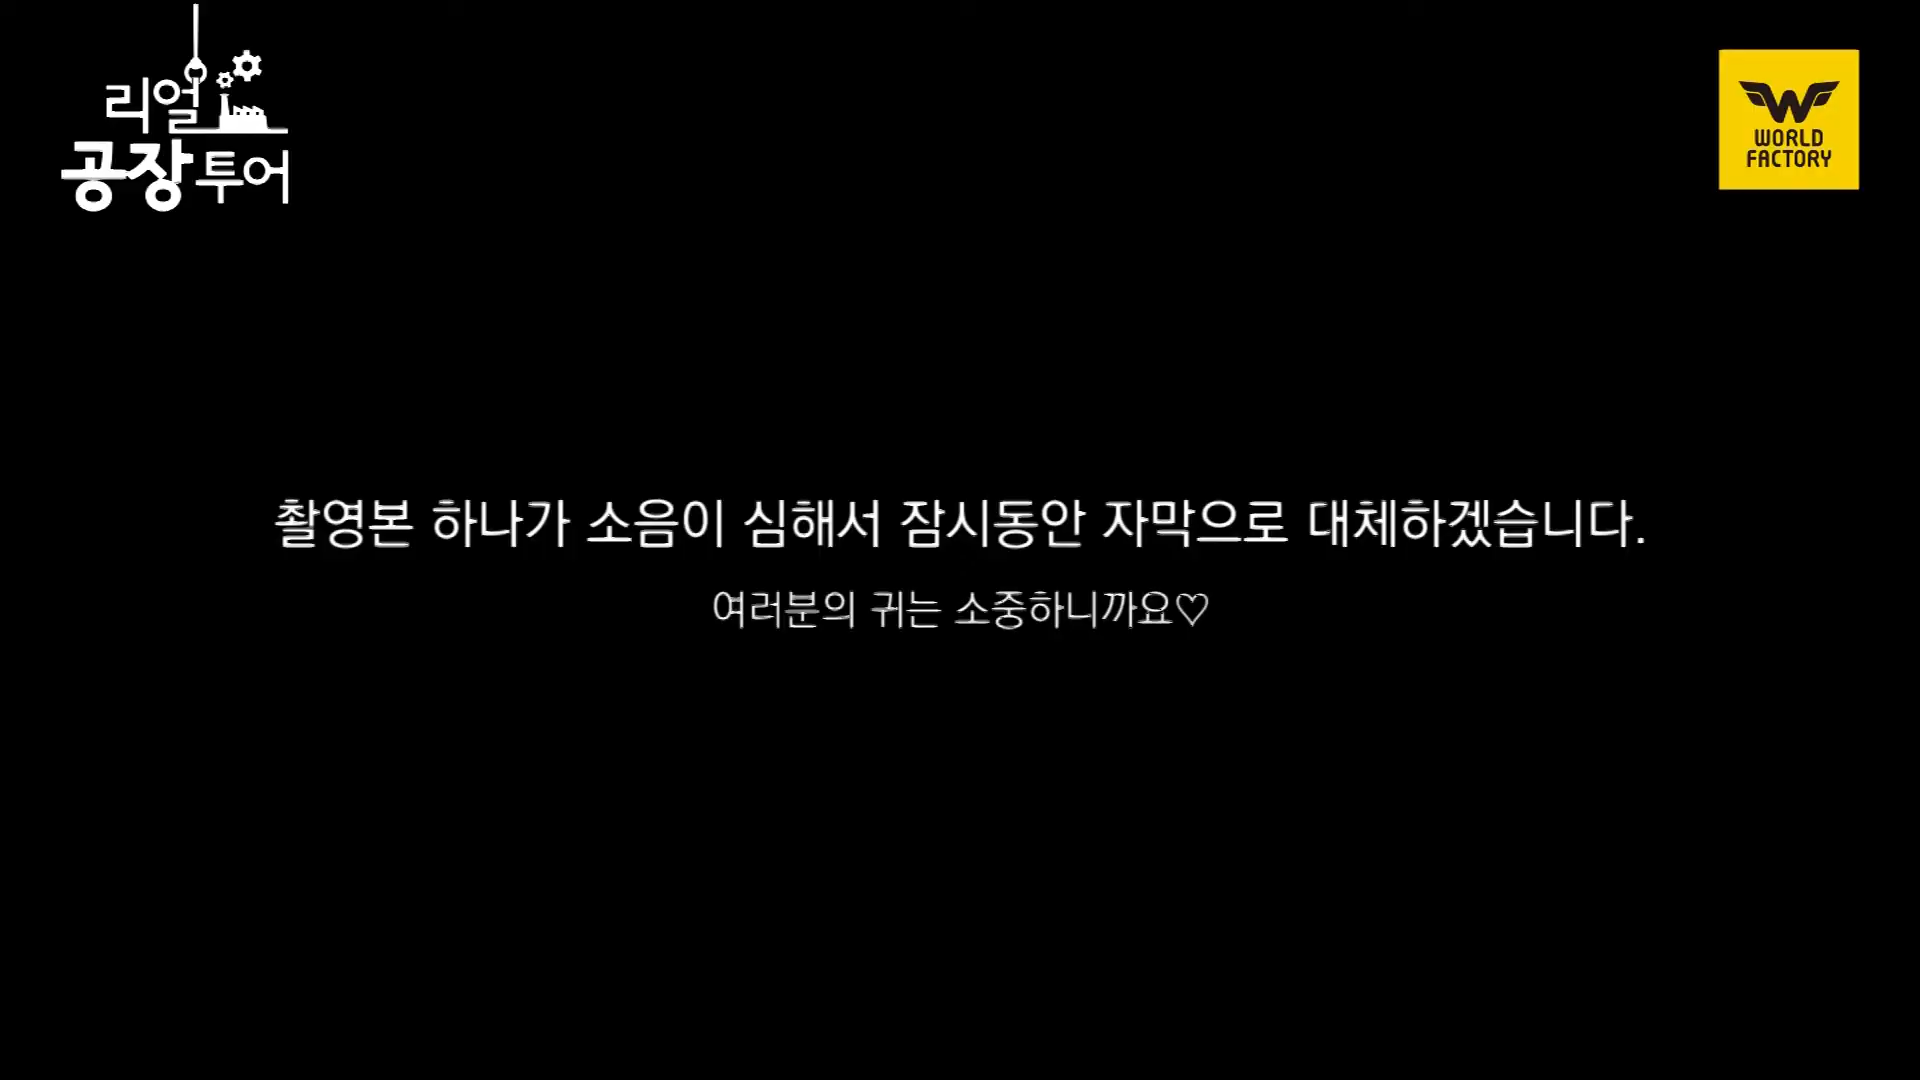 리얼
공장투어
WORLD
FACTORY
촬영본 하나가 소음이 심해서 잠시동안 자막으로 대체하겠습니다.
여러분의 귀는 소중하니까요♡